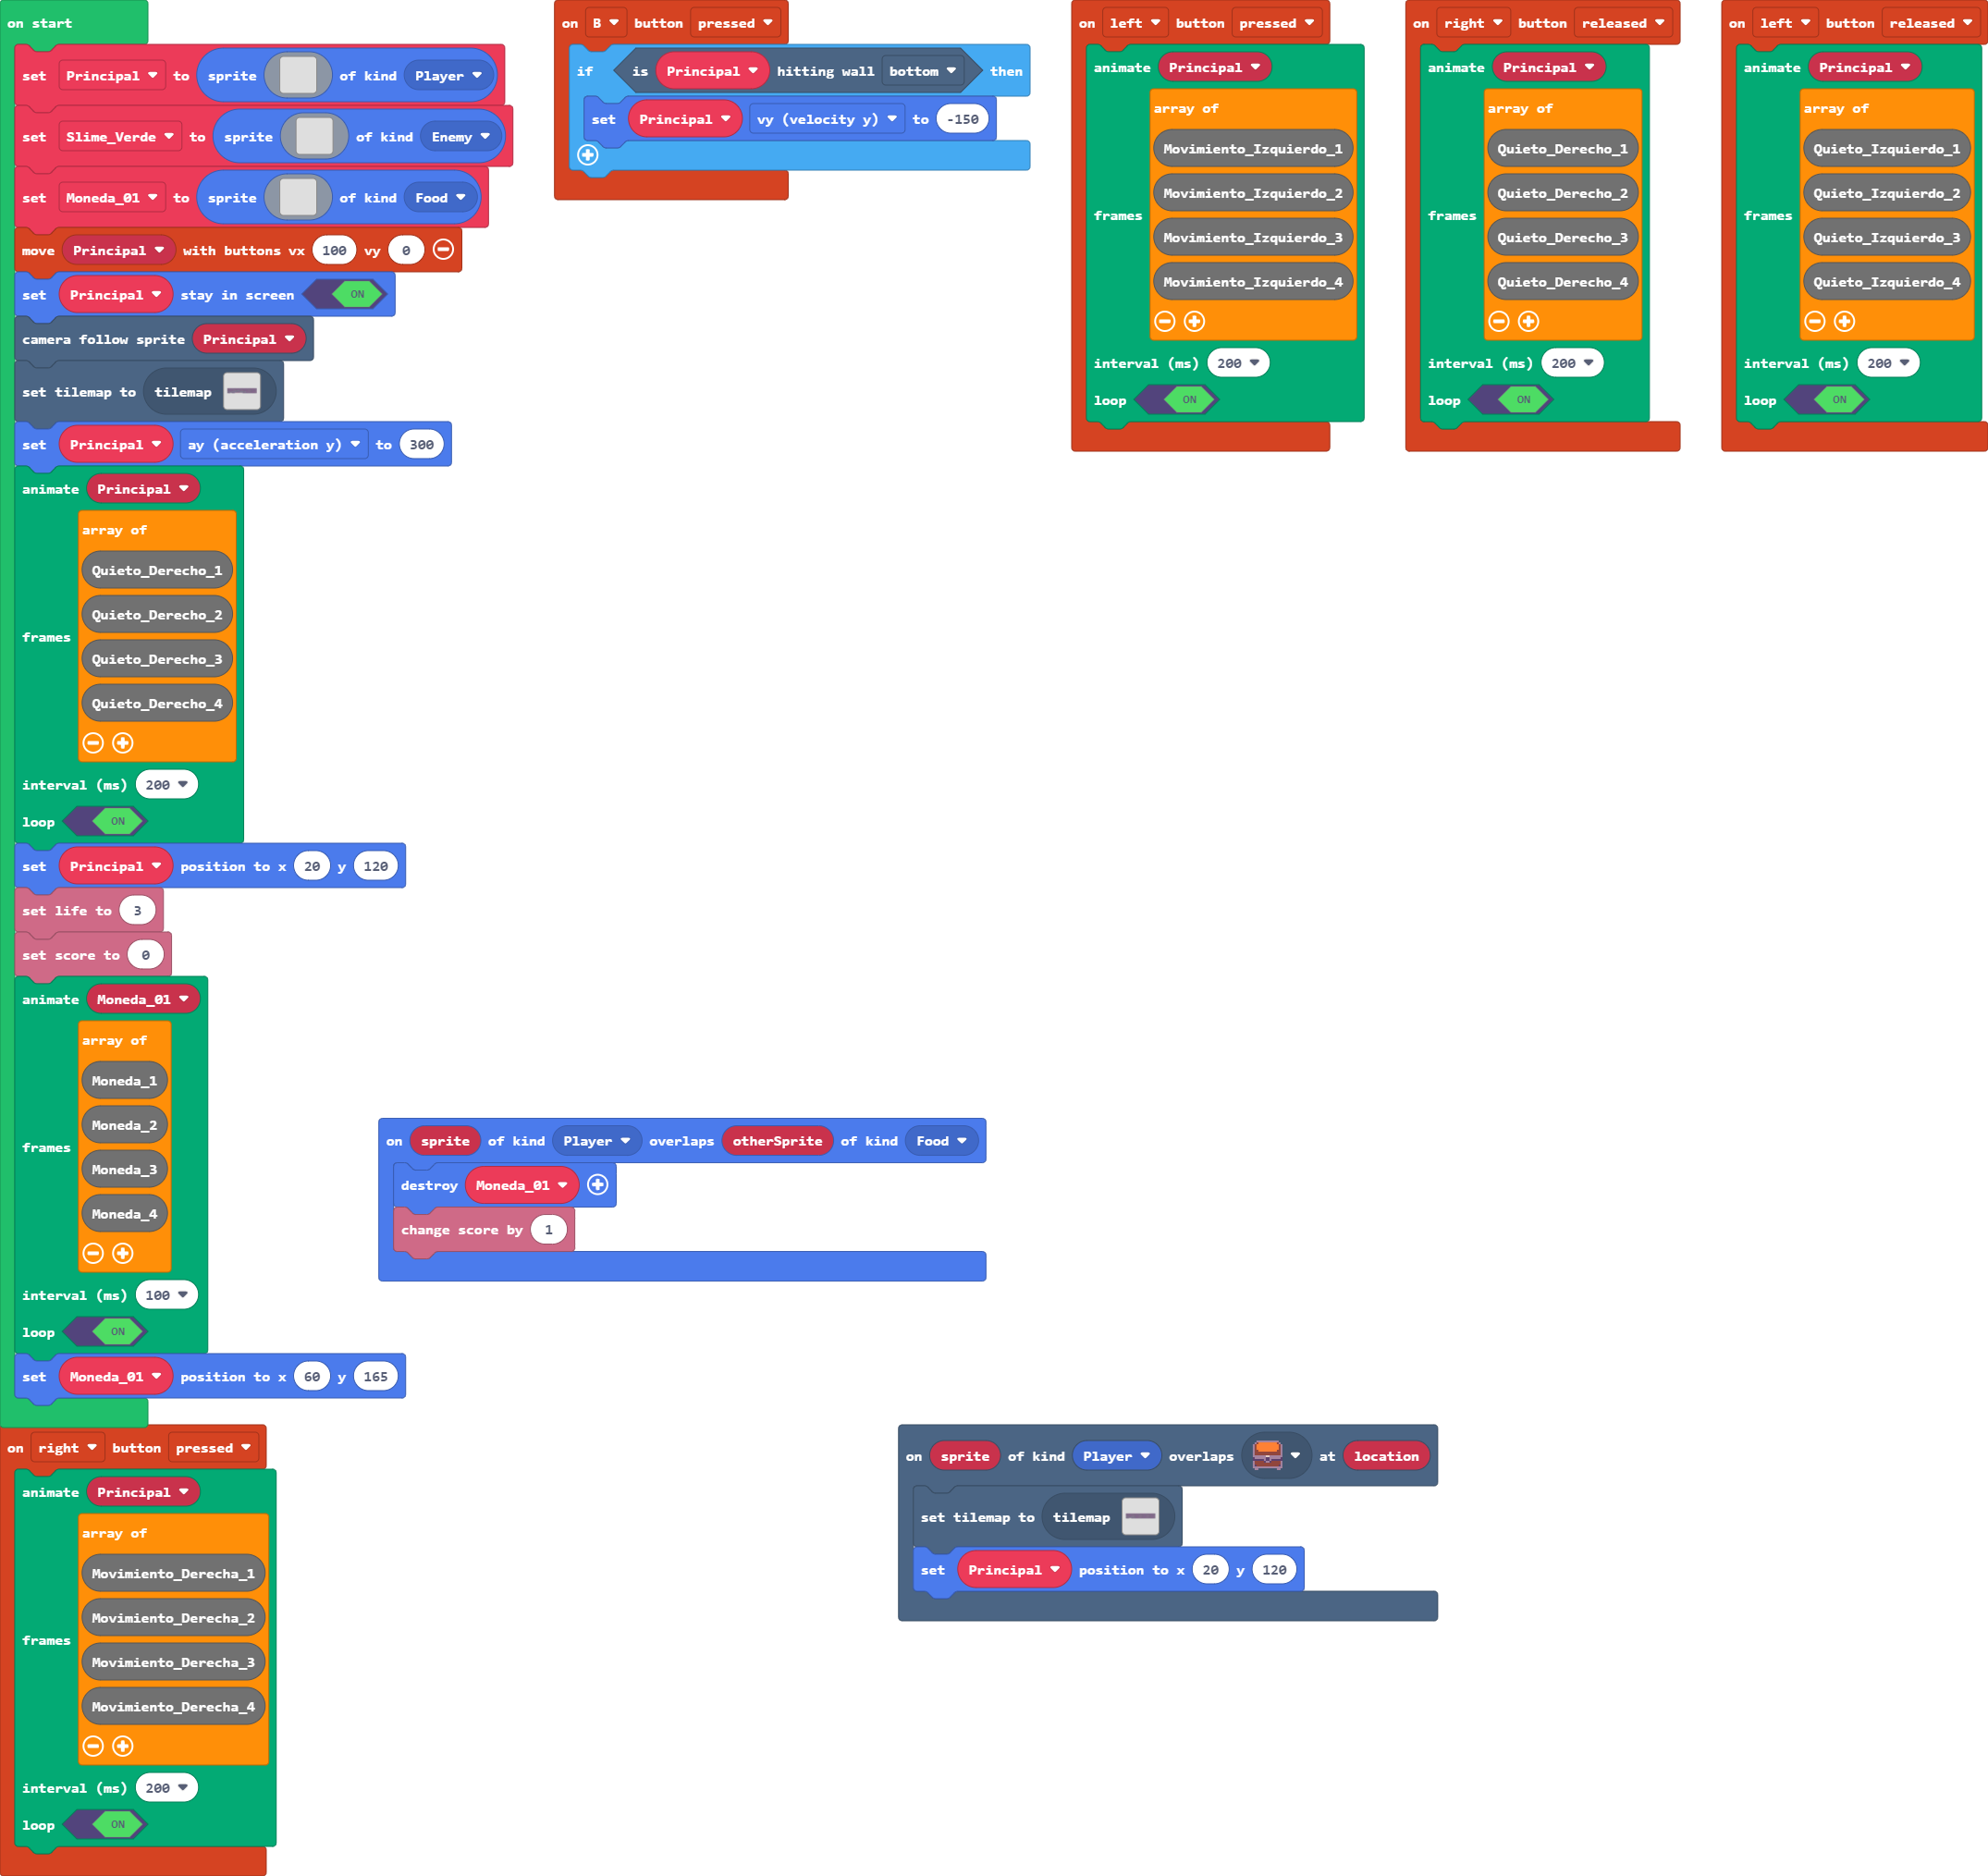 on start
set Principal to sprite of kind Player
set Slime_Verde to sprite of kind Enemy
set Moneda_01 to sprite of kind Food
move Principal with buttons vx 100 vy 0
set Principal stay in screen ON
camera follow sprite Principal
set tilemap to tilemap
set Principal ay (acceleration y) to 300
animate Principal
array of
Quieto_Derecho_1
Quieto_Derecho_2
frames
Quieto_Derecho_3
Quieto_Derecho_4
interval (ms) 200
loop ON
set Principal position to x 20 y 120
set life to 3
set score to 0
animate Moneda_01
array of
Moneda_1
Moneda_2
frames
Moneda_3
Moneda_4
interval (ms) 100
loop ON
set Moneda_01 position to x 60 y 165
on right button pressed
animate Principal
array of
Movimiento_Derecha_1
Movimiento_Derecha_2
frames
Movimiento_Derecha_3
Movimiento_Derecha_4
interval (ms) 200
loop ON
on B button pressed
if is Principal hitting wall bottom then
set Principal vy (velocity y) to -150
on left button pressed
animate Principal
array of
Movimiento_Izquierdo_1
Movimiento_Izquierdo_2
frames
Movimiento_Izquierdo_3
Movimiento_Izquierdo_4
interval (ms) 200
loop ON
on right button released
animate Principal
array of
Quieto_Derecho_1
Quieto_Derecho_2
frames
Quieto_Derecho_3
Quieto_Derecho_4
interval (ms) 200
loop ON
on left button released
animate Principal
array of
Quieto_Izquierdo_1
Quieto_Izquierdo_2
frames
Quieto_Izquierdo_3
Quieto_Izquierdo_4
interval (ms) 200
loop ON
on sprite of kind Player overlaps otherSprite of kind Food
destroy Moneda_01
change score by 1
on sprite of kind Player overlaps at location
set tilemap to tilemap
set Principal position to x 20 y 120